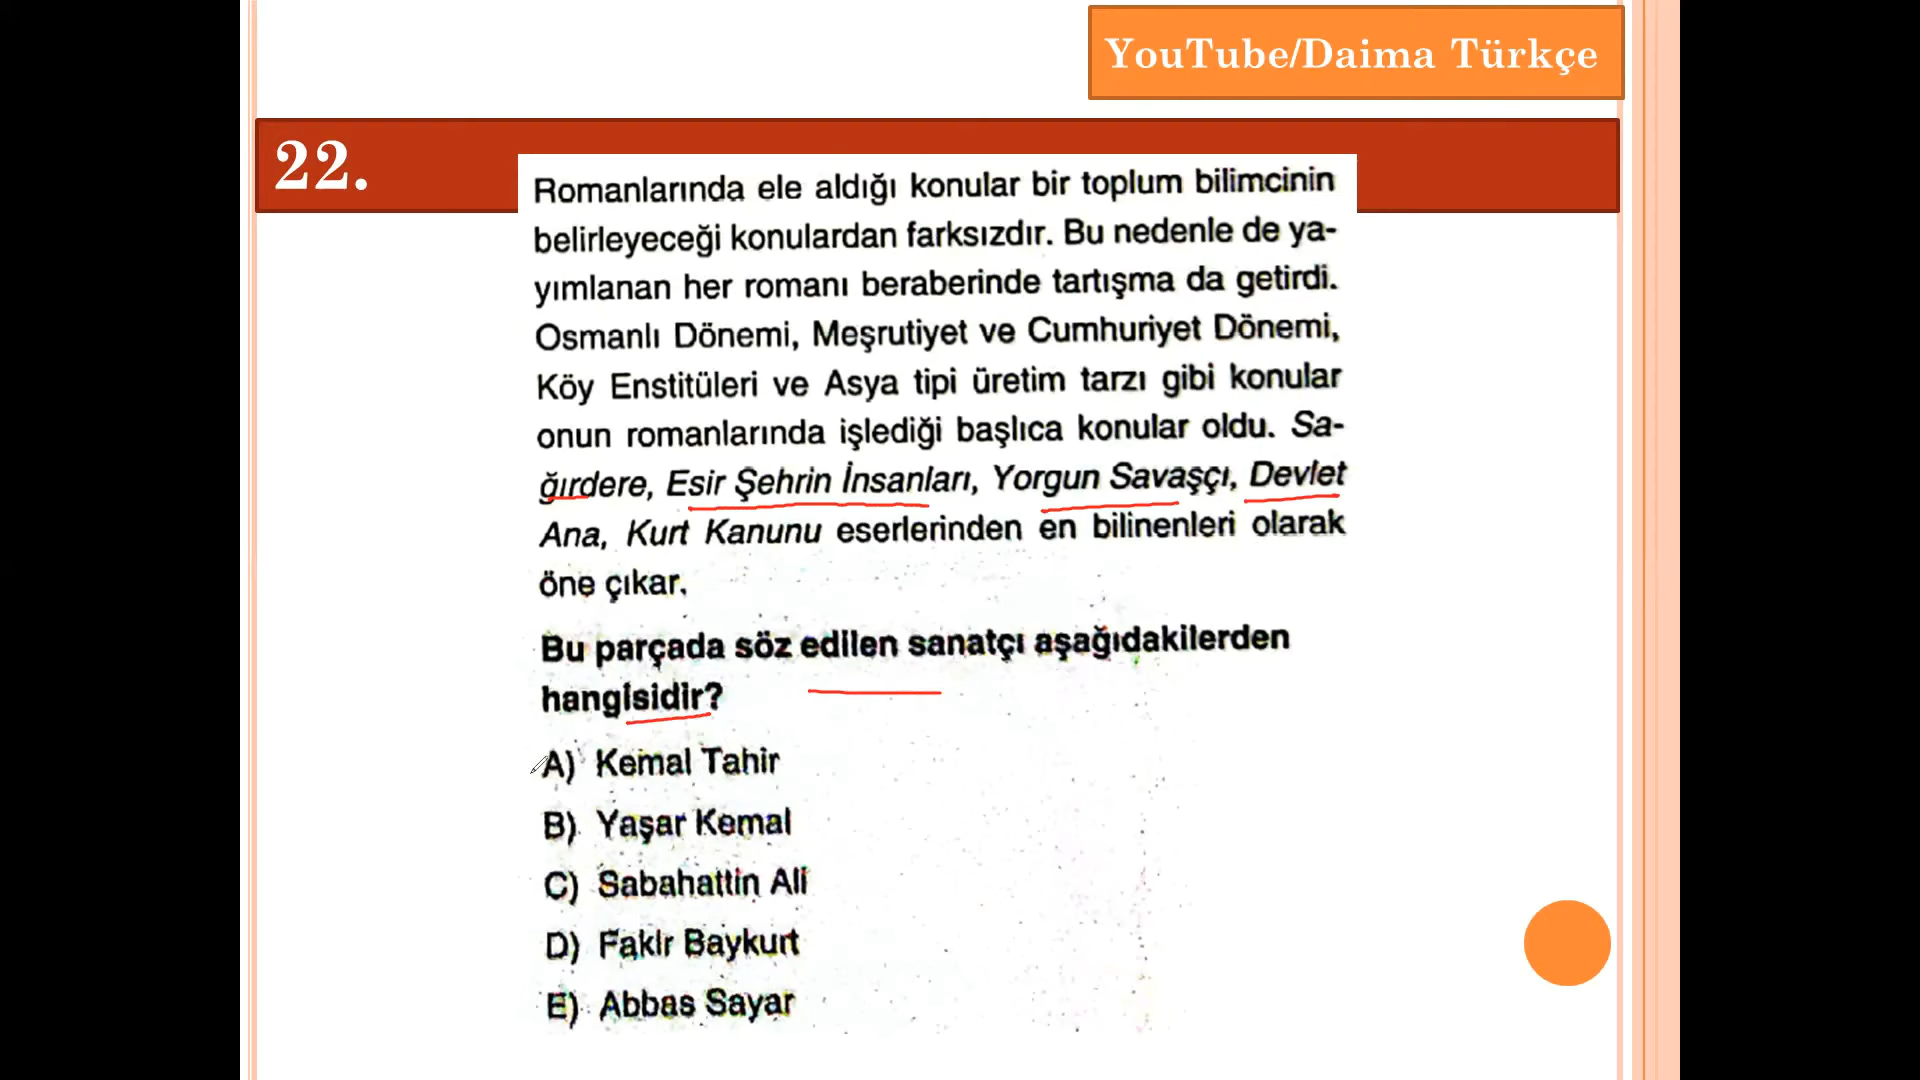 YouTube/Daima Türkçe
22.
Romanlarında ele aldığı konular bir toplum bilimcinin
belirleyeceği konulardan farksızdır. Bu nedenle de ya-
yımlanan her romanı beraberinde tartışma da getirdi.
Osmanlı Dönemi, Meşrutiyet ve Cumhuriyet Dönemi,
Köy Enstitüleri ve Asya tipi üretim tarzı gibi konular
onun romanlarında işlediği başlıca konular oldu. Sa-
ğırdere, Esir Şehrin İnsanları, Yorgun Savaşçı, Devlet
Ana, Kurt Kanunu eserlerinden en bilinenleri olarak
öne çıkar.
Bu parçada söz edilen sanatçı aşağıdakilerden
hangisidir?
A) Kemal Tahir
B) Yaşar Kemal
C) Sabahattin Ali
D) Fakir Baykurt
E) Abbas Sayar